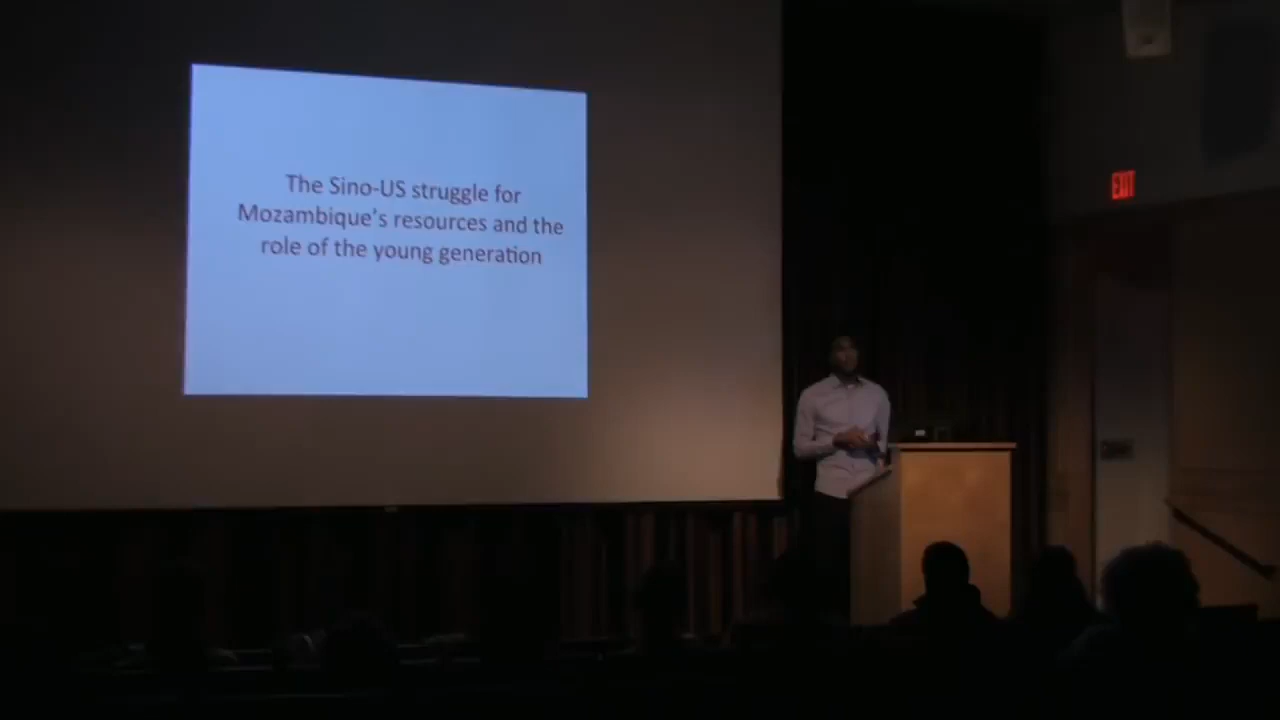 The Sino-US struggle for
Mozambique's resources and the
role of the young generation
EXIT